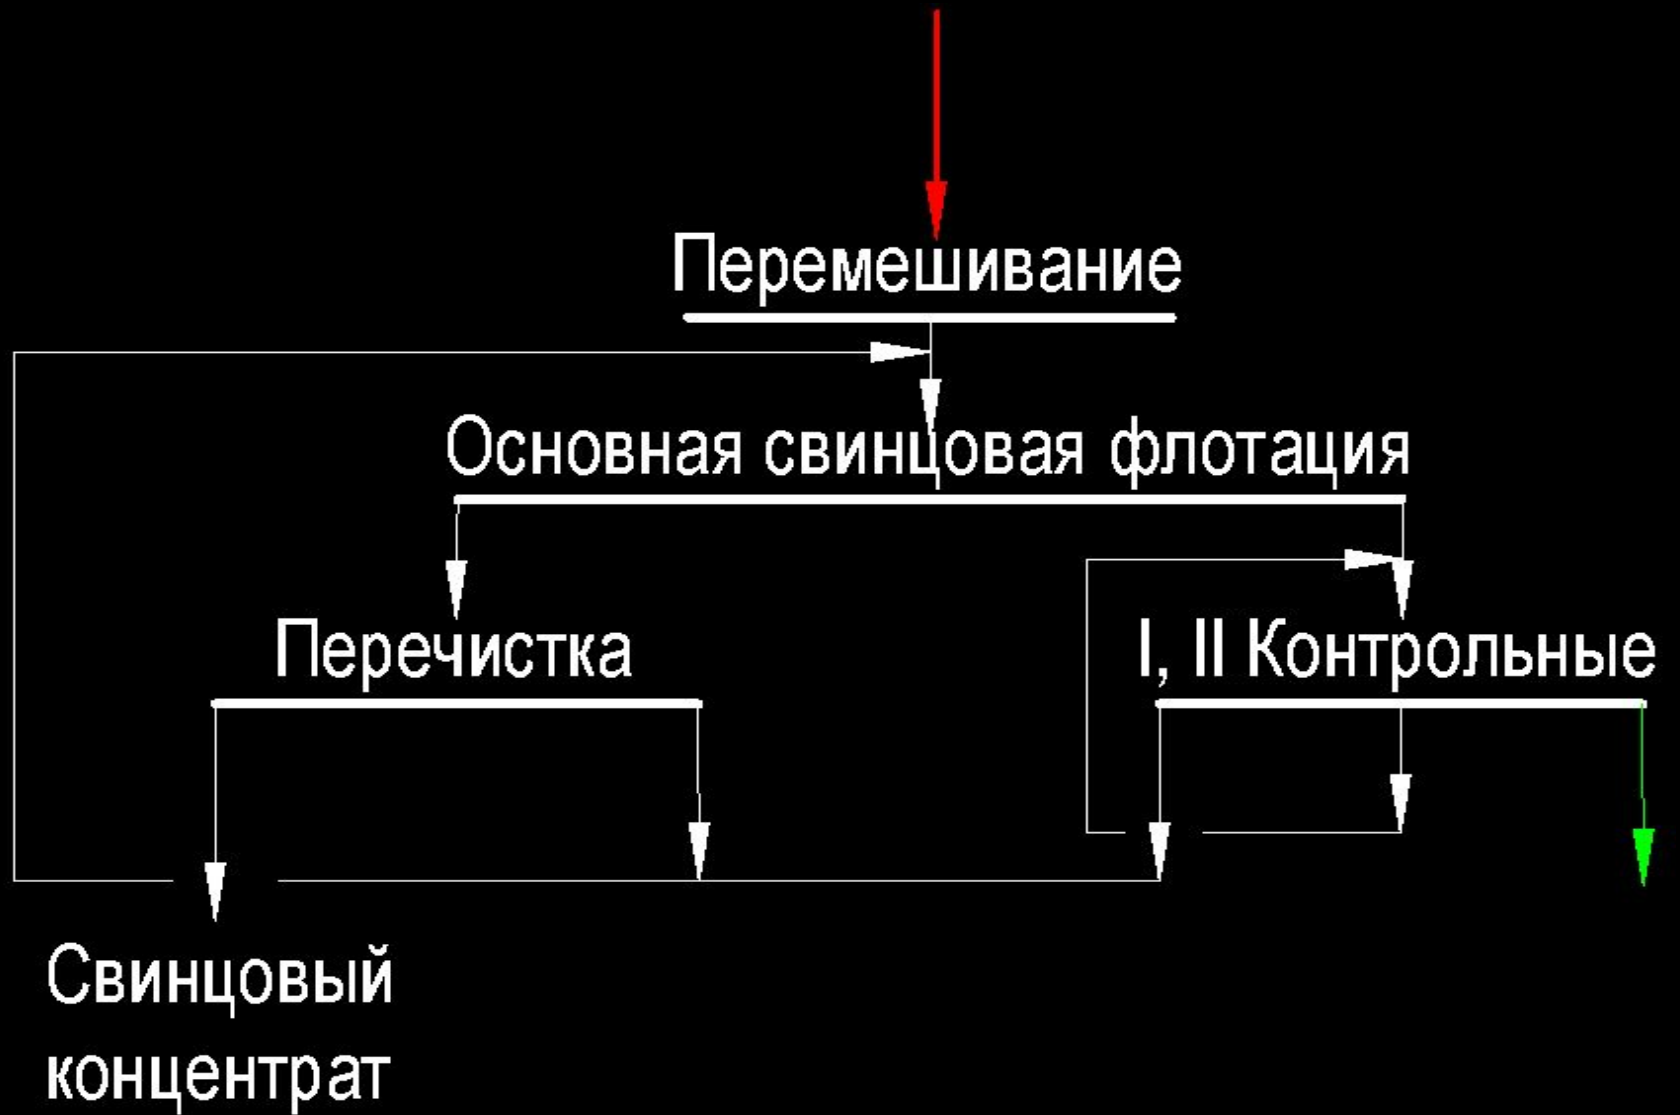 Перемешивание
Основная свинцовая флотация
Перечистка
I, II Контрольные
Свинцовый
концентрат